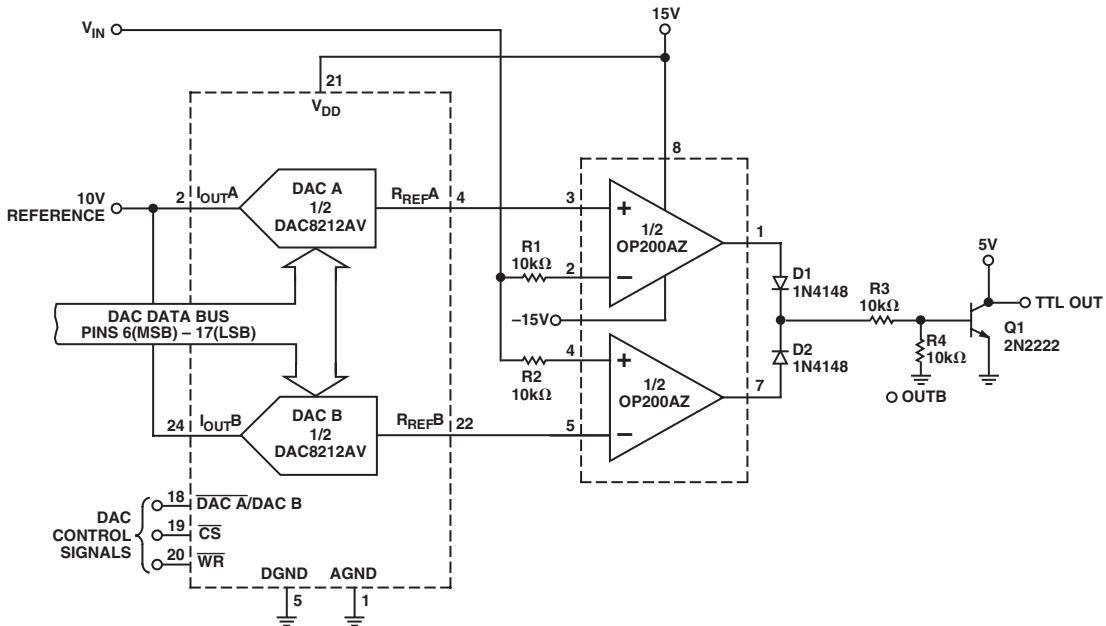 15V
VIN
21
VDD
8
10V
REFERENCE
2
IOUTA
DAC A
1/2
DAC8212AV
RREFA
4
3
+
1/2
OP200AZ
1
R1
10kΩ
2
−
5V
D1
1N4148
R3
10kΩ
TTL OUT
DAC DATA BUS
PINS 6(MSB) – 17(LSB)
–15V
Q1
2N2222
R4
10kΩ
R2
10kΩ
4
+
1/2
OP200AZ
7
D2
1N4148
OUTB
24
IOUTB
DAC B
1/2
DAC8212AV
RREFB
22
5
−
DAC
CONTROL
SIGNALS
18
DAC A/DAC B
19
CS
20
WR
DGND
AGND
5
1